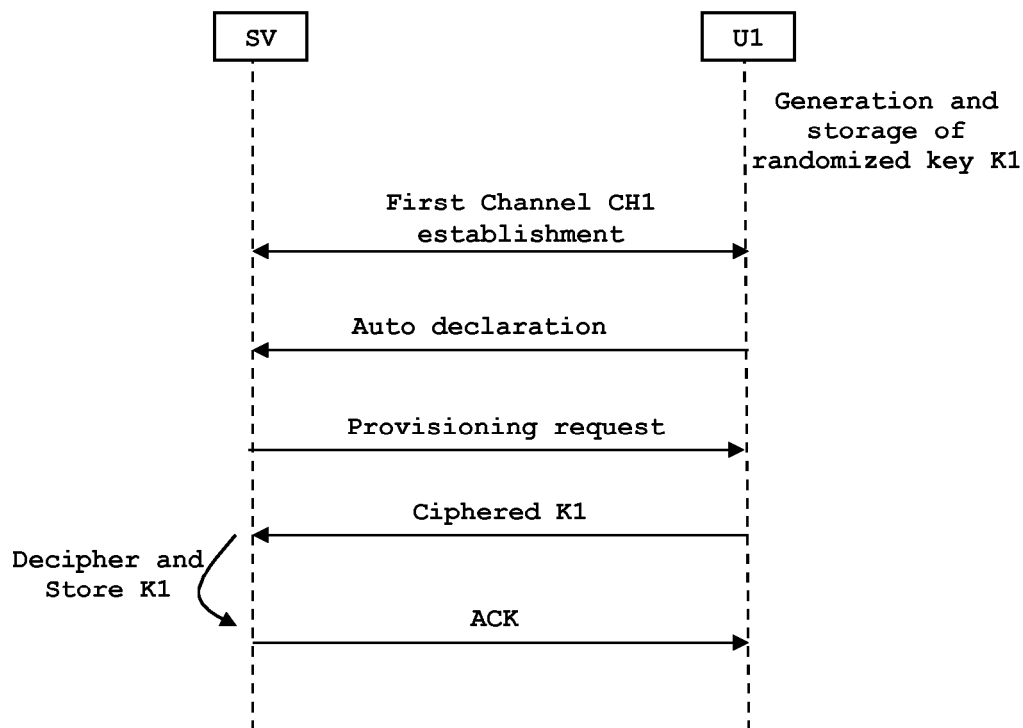 SV
U1
Generation and
storage of
randomized key K1
First Channel CH1
establishment
Auto declaration
Provisioning request
Ciphered K1
Decipher and
Store K1
ACK